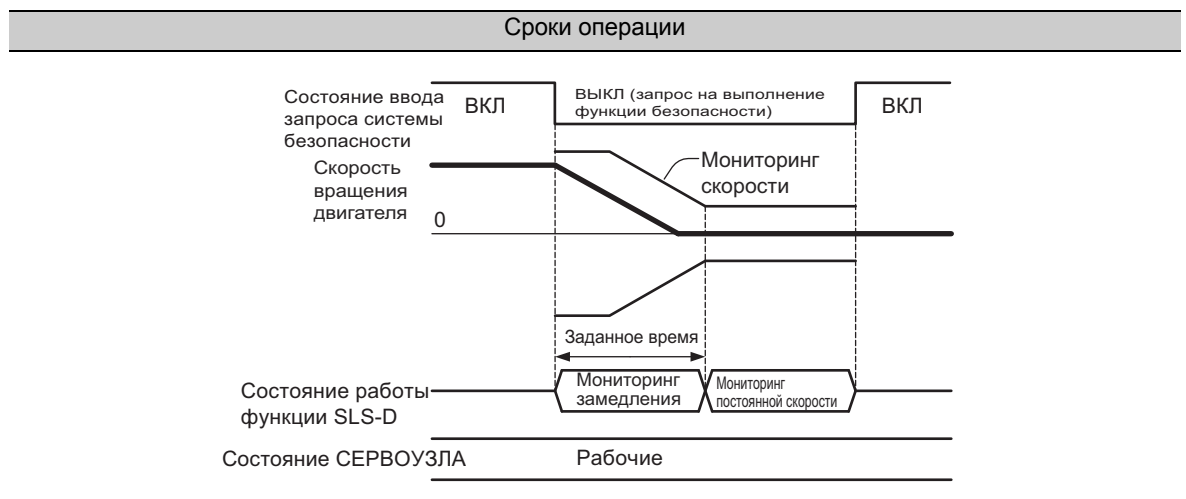 Сроки операции
Состояние ввода
запроса системы
безопасности
ВКЛ
ВЫКЛ (запрос на выполнение
функции безопасности)
ВКЛ
Скорость
вращения
двигателя
0
Мониторинг
скорости
Заданное время
Состояние работы
функции SLS-D
Мониторинг
замедления
Мониторинг
постоянной скорости
Состояние СЕРВОУЗЛА
Рабочие